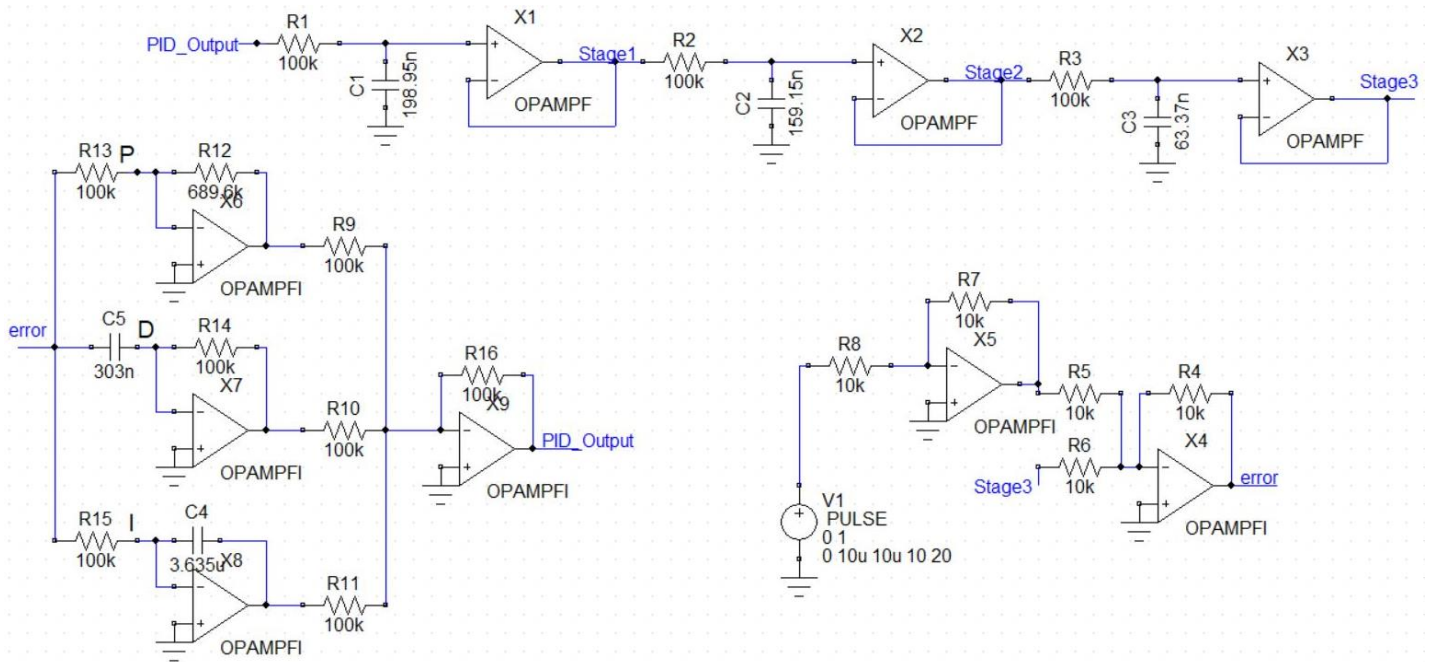 PID_Output
R1
100k
C1
198.95n
X1
OPAMPF
Stage1
R2
100k
C2
159.15n
X2
OPAMPF
Stage2
R3
100k
C3
63.37n
X3
OPAMPF
Stage3
R13
100k
P
R12
689.6k
X6
OPAMPFI
R9
100k
error
C5
303n
D
R14
100k
X7
OPAMPFI
R10
100k
R16
100k
X9
OPAMPFI
PID_Output
R15
100k
I
C4
3.635u
X8
OPAMPFI
R11
100k
R7
10k
R8
10k
X5
OPAMPFI
R5
10k
R4
10k
R6
10k
Stage3
X4
OPAMPFI
error
V1
PULSE
0 1
0 10u 10u 10 20